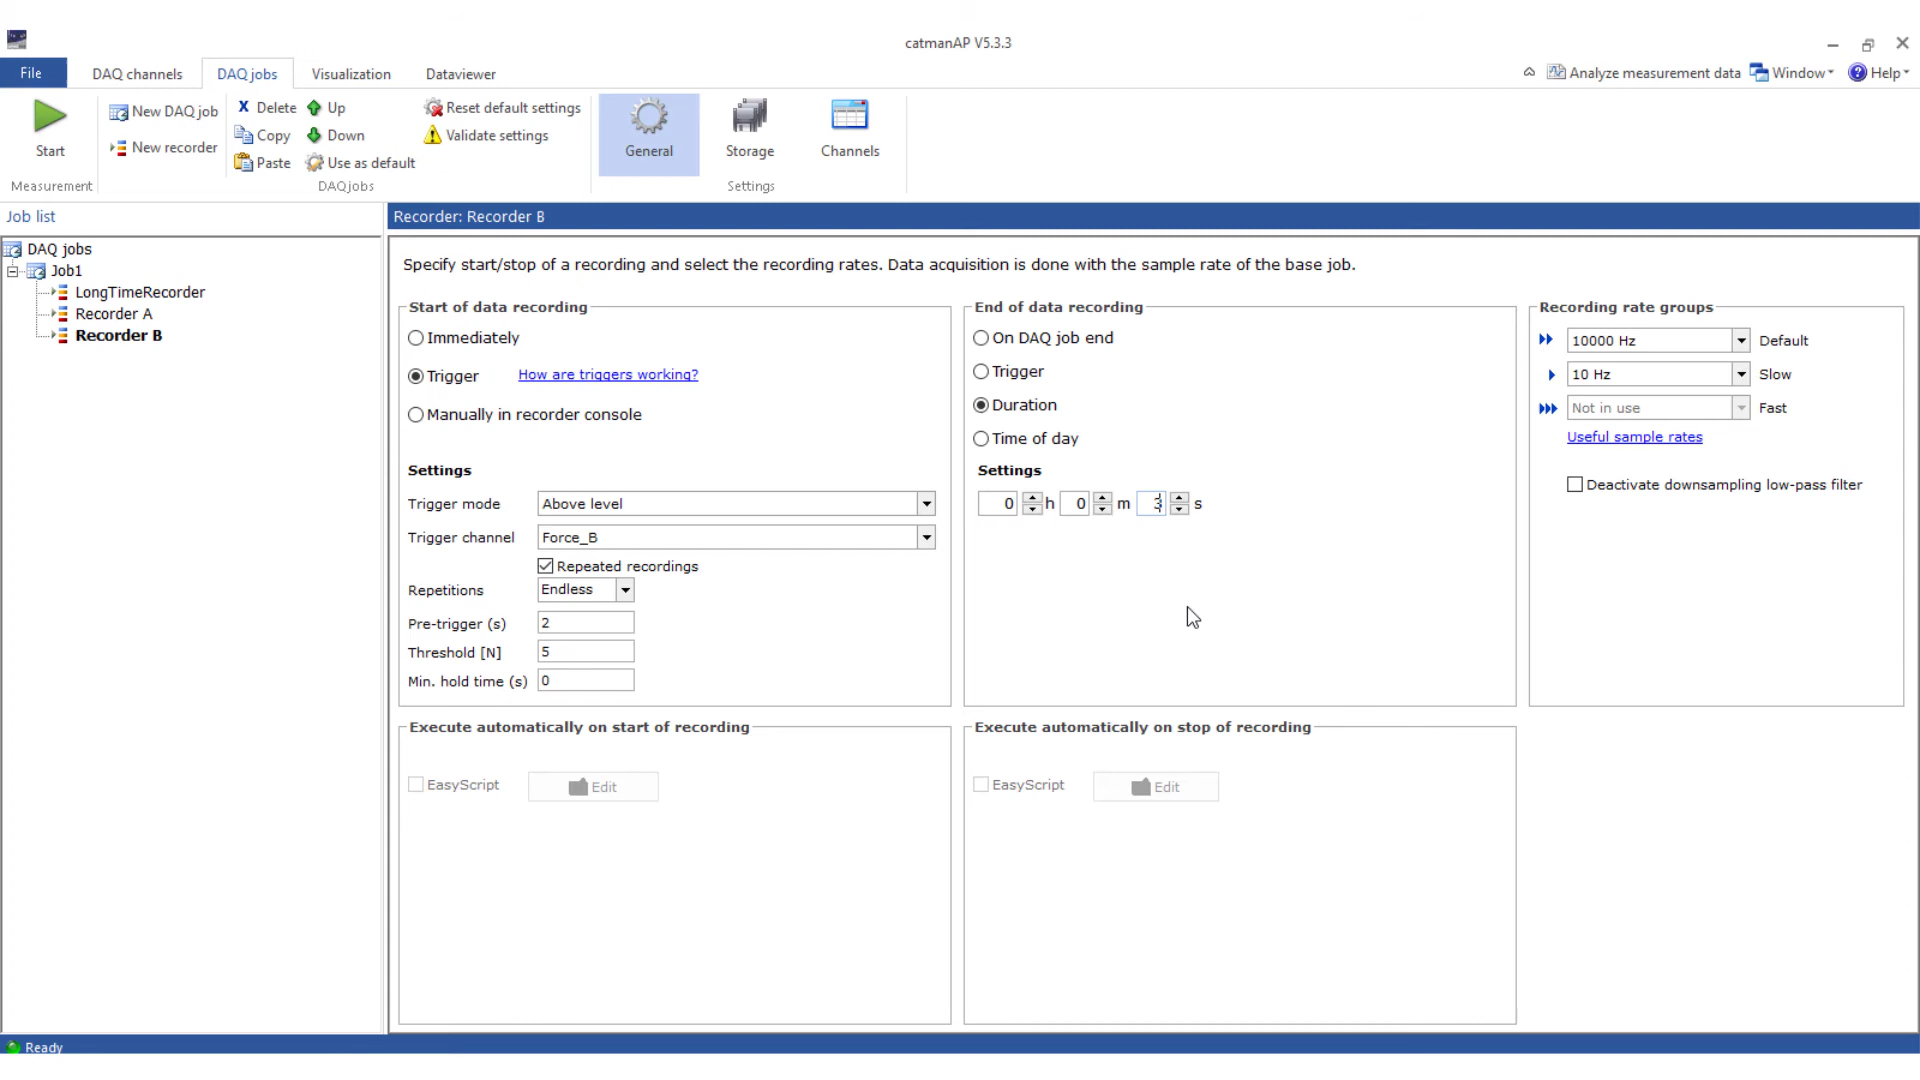 catmanAP V5.3.3
File DAQ channels DAQ jobs Visualization Dataviewer Analyze measurement data Window Help
Start
New DAQ job
New recorder
X Delete
Copy
Paste
Up
Down
Use as default
Reset default settings
Validate settings
General
Storage
Channels
Measurement DAQ jobs Settings
Job list
DAQ jobs
Job1
LongTimeRecorder
Recorder A
Recorder B
Recorder: Recorder B
Specify start/stop of a recording and select the recording rates. Data acquisition is done with the sample rate of the base job.
Start of data recording
Immediately
Trigger How are triggers working?
Manually in recorder console
Settings
Trigger mode Above level
Trigger channel Force_B
Repeated recordings
Repetitions Endless
Pre-trigger (s) 2
Threshold [N] 5
Min. hold time (s) 0
End of data recording
On DAQ job end
Trigger
Duration
Time of day
Settings
0 h 0 m 3 s
Recording rate groups
10000 Hz Default
10 Hz Slow
Not in use Fast
Useful sample rates
Deactivate downsampling low-pass filter
Execute automatically on start of recording
EasyScript Edit
Execute automatically on stop of recording
EasyScript Edit
Ready